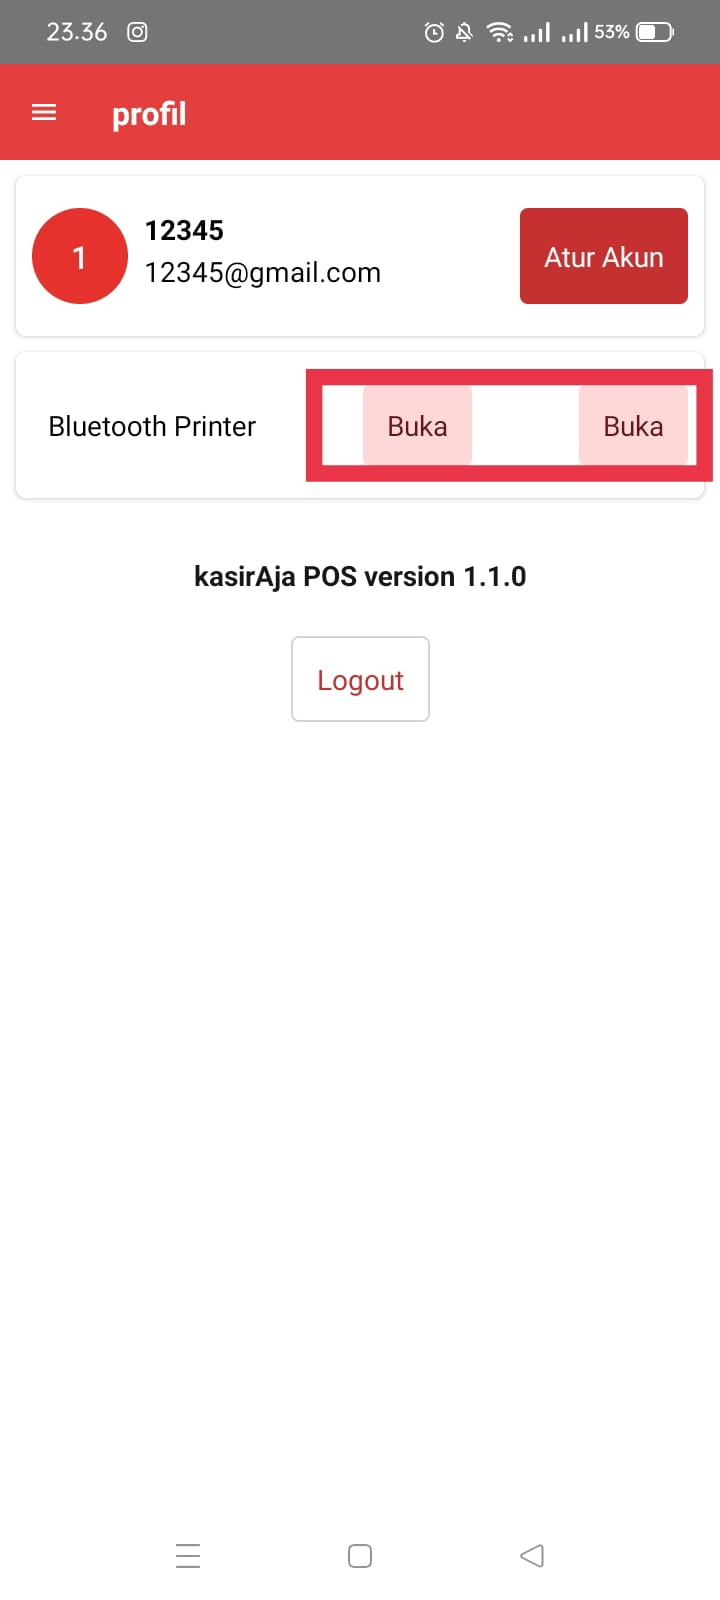 23.36
53%
profil
1
12345
12345@gmail.com
Atur Akun
Bluetooth Printer
Buka
Buka
kasirAja POS version 1.1.0
Logout